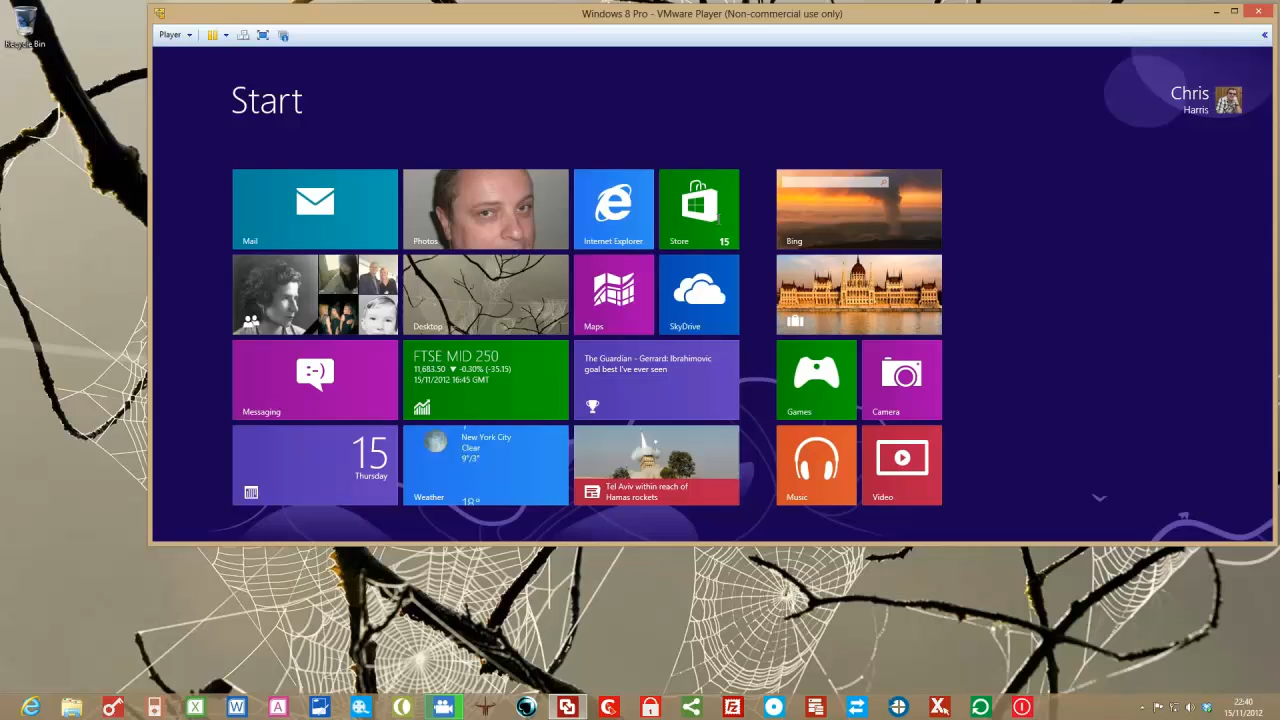 Windows 8 Pro - VMware Player (Non-commercial use only)
Recycle Bin
Player
Start
Chris
Harris
Mail
Photos
Internet Explorer
Store
15
Bing
Desktop
Maps
SkyDrive
Messaging
FTSE MID 250
11,683.50 ▼ -0.30% (-35.15)
15/11/2012 16:45 GMT
The Guardian - Gerrard: Ibrahimovic
goal best I've ever seen
Games
Camera
15
Thursday
New York City
Clear
9°/3°
18°
Weather
Tel Aviv within reach of
Hamas rockets
Music
Video
22:40
15/11/2012